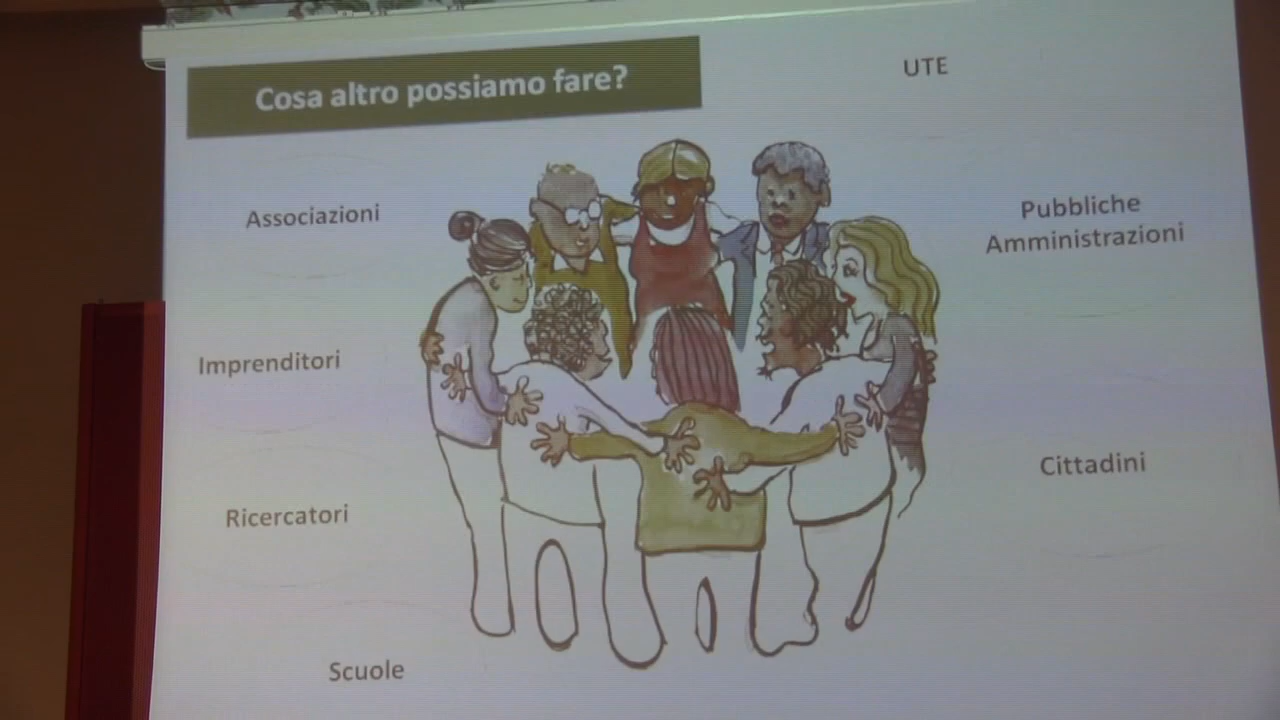 Cosa altro possiamo fare?
UTE
Associazioni
Pubbliche
Amministrazioni
Imprenditori
Cittadini
Ricercatori
Scuole